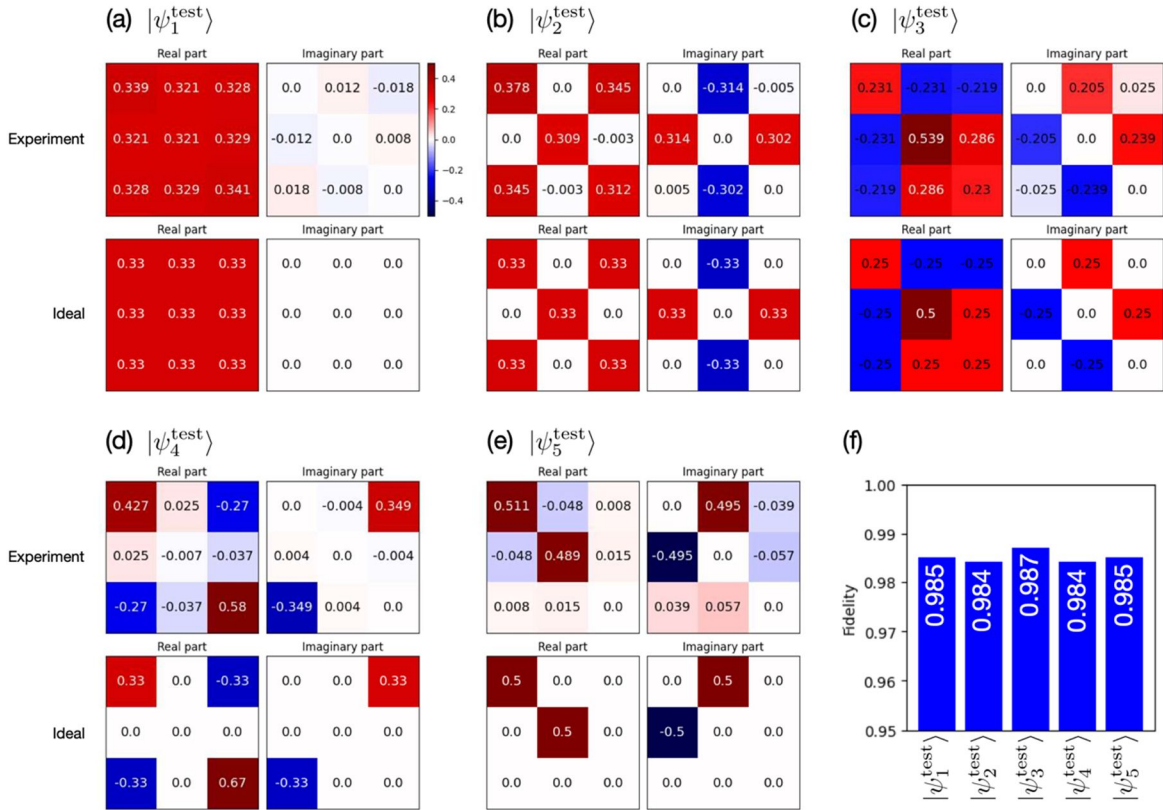 (a) |ψ₁ᵗᵉˢᵗ⟩
Real part Imaginary part
Experiment
0.339 0.321 0.328 0.0 0.012 -0.018
0.321 0.321 0.329 -0.012 0.0 0.008
0.328 0.329 0.341 0.018 -0.008 0.0
0.4
0.2
0.0
−0.2
−0.4
Real part Imaginary part
Ideal
0.33 0.33 0.33 0.0 0.0 0.0
0.33 0.33 0.33 0.0 0.0 0.0
0.33 0.33 0.33 0.0 0.0 0.0
(b) |ψ₂ᵗᵉˢᵗ⟩
Real part Imaginary part
0.378 0.0 0.345 0.0 -0.314 -0.005
0.0 0.309 -0.003 0.314 0.0 0.302
0.345 -0.003 0.312 0.005 -0.302 0.0
Real part Imaginary part
0.33 0.0 0.33 0.0 -0.33 0.0
0.0 0.33 0.0 0.33 0.0 0.33
0.33 0.0 0.33 0.0 -0.33 0.0
(c) |ψ₃ᵗᵉˢᵗ⟩
Real part Imaginary part
0.231 -0.231 -0.219 0.0 0.205 0.025
-0.231 0.539 0.286 -0.205 0.0 0.239
-0.219 0.286 0.23 -0.025 -0.239 0.0
Real part Imaginary part
0.25 -0.25 -0.25 0.0 0.25 0.0
-0.25 0.5 0.25 -0.25 0.0 0.25
-0.25 0.25 0.25 0.0 -0.25 0.0
(d) |ψ₄ᵗᵉˢᵗ⟩
Real part Imaginary part
Experiment
0.427 0.025 -0.27 0.0 -0.004 0.349
0.025 -0.007 -0.037 0.004 0.0 -0.004
-0.27 -0.037 0.58 -0.349 0.004 0.0
Real part Imaginary part
Ideal
0.33 0.0 -0.33 0.0 0.0 0.33
0.0 0.0 0.0 0.0 0.0 0.0
-0.33 0.0 0.67 -0.33 0.0 0.0
(e) |ψ₅ᵗᵉˢᵗ⟩
Real part Imaginary part
0.511 -0.048 0.008 0.0 0.495 -0.039
-0.048 0.489 0.015 -0.495 0.0 -0.057
0.008 0.015 0.0 0.039 0.057 0.0
Real part Imaginary part
0.5 0.0 0.0 0.0 0.5 0.0
0.0 0.5 0.0 -0.5 0.0 0.0
0.0 0.0 0.0 0.0 0.0 0.0
(f)
Fidelity
1.00
0.99
0.98
0.97
0.96
0.95
0.985 0.984 0.987 0.984 0.985
|ψ₁ᵗᵉˢᵗ⟩ |ψ₂ᵗᵉˢᵗ⟩ |ψ₃ᵗᵉˢᵗ⟩ |ψ₄ᵗᵉˢᵗ⟩ |ψ₅ᵗᵉˢᵗ⟩